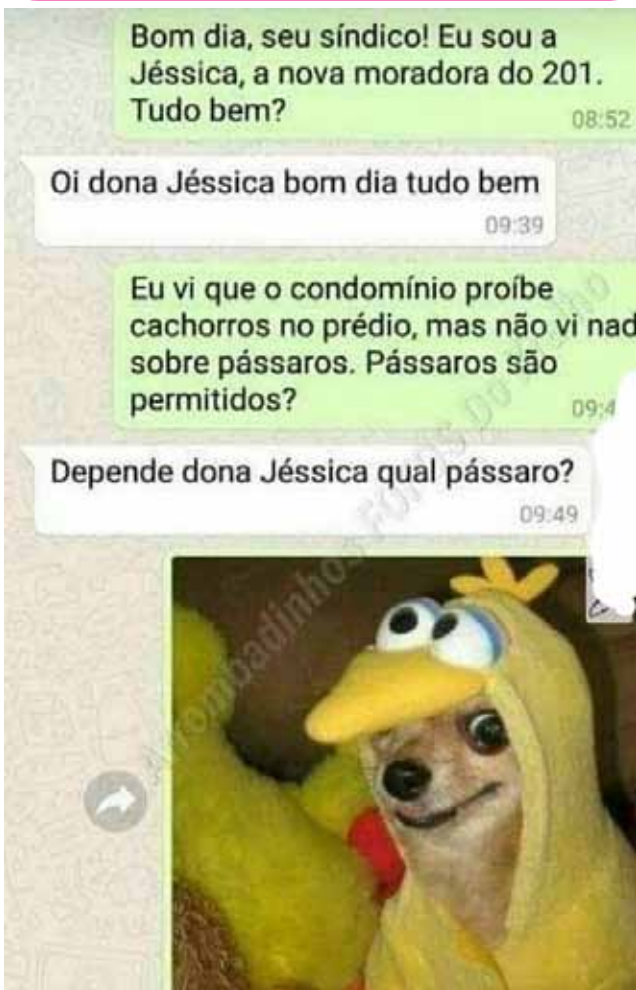 Bom dia, seu síndico! Eu sou a
Jéssica, a nova moradora do 201.
Tudo bem?
08:52
Oi dona Jéssica bom dia tudo bem
09:39
Eu vi que o condomínio proíbe
cachorros no prédio, mas não vi nad
sobre pássaros. Pássaros são
permitidos?
09:4
Depende dona Jéssica qual pássaro?
09:49